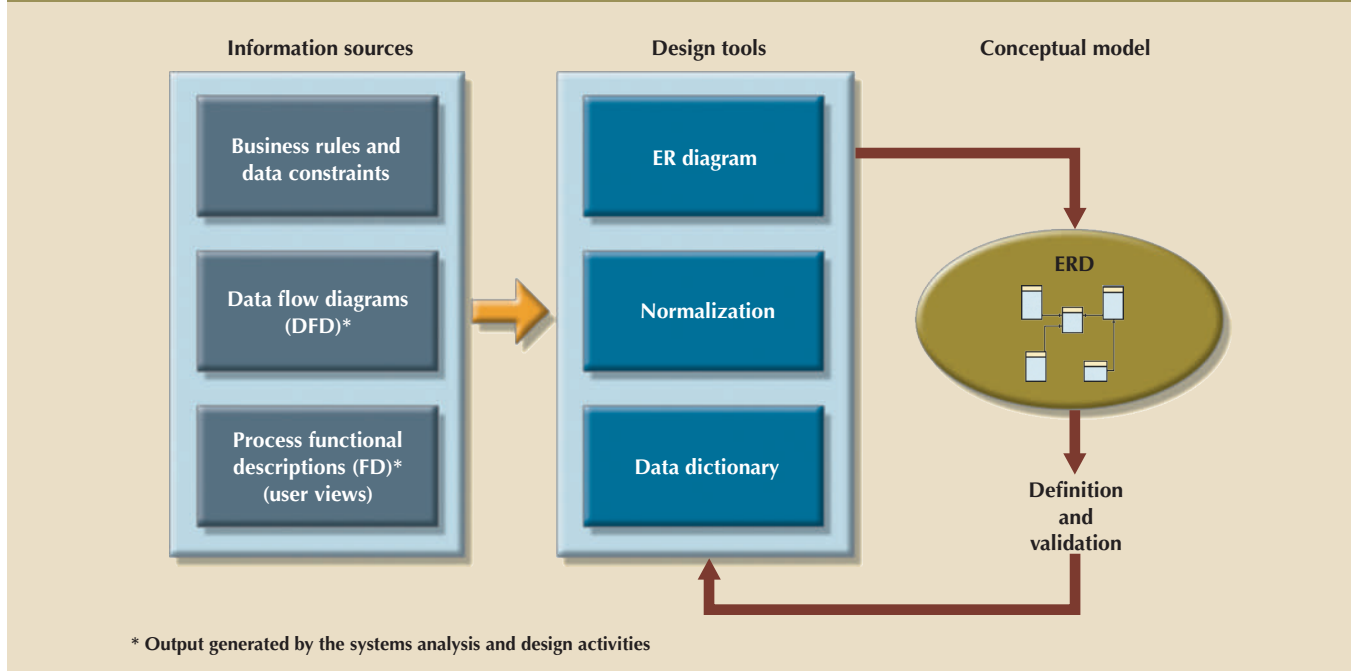 Information sources
Design tools
Conceptual model
Business rules and
data constraints
Data flow diagrams
(DFD)*
Process functional
descriptions (FD)*
(user views)
ER diagram
Normalization
Data dictionary
ERD
Definition
and
validation
* Output generated by the systems analysis and design activities